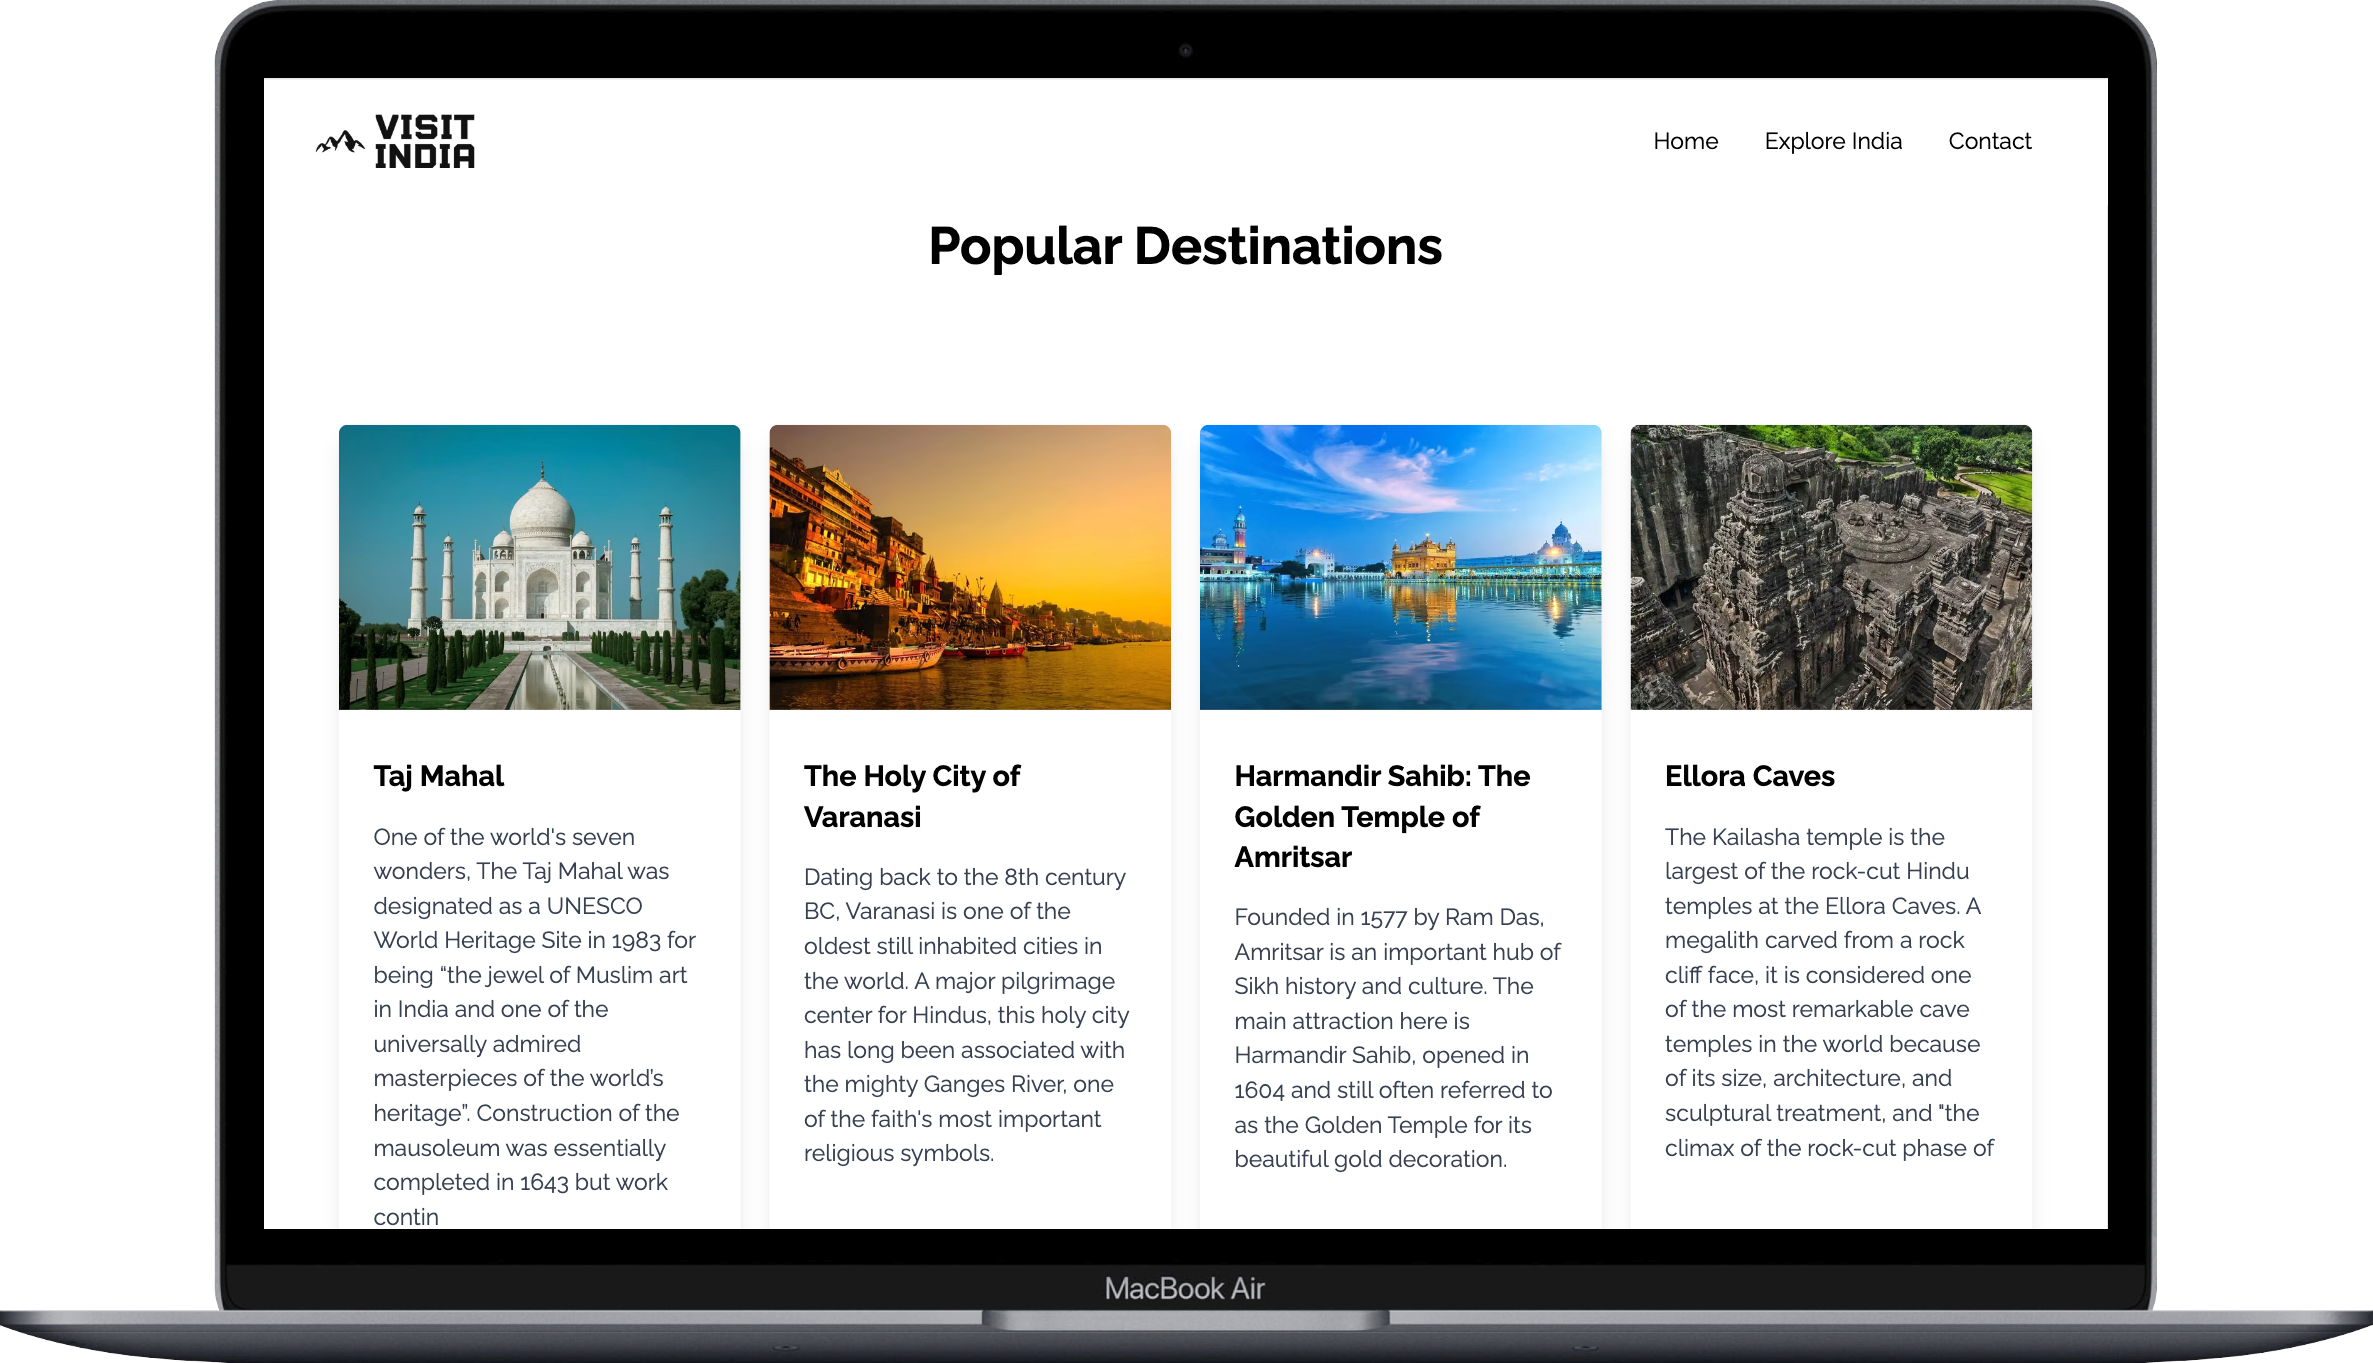 VISIT
INDIA
Home
Explore India
Contact
Popular Destinations
Taj Mahal
One of the world's seven
wonders, The Taj Mahal was
designated as a UNESCO
World Heritage Site in 1983 for
being “the jewel of Muslim art
in India and one of the
universally admired
masterpieces of the world’s
heritage”. Construction of the
mausoleum was essentially
completed in 1643 but work
contin
The Holy City of
Varanasi
Dating back to the 8th century
BC, Varanasi is one of the
oldest still inhabited cities in
the world. A major pilgrimage
center for Hindus, this holy city
has long been associated with
the mighty Ganges River, one
of the faith's most important
religious symbols.
Harmandir Sahib: The
Golden Temple of
Amritsar
Founded in 1577 by Ram Das,
Amritsar is an important hub of
Sikh history and culture. The
main attraction here is
Harmandir Sahib, opened in
1604 and still often referred to
as the Golden Temple for its
beautiful gold decoration.
Ellora Caves
The Kailasha temple is the
largest of the rock-cut Hindu
temples at the Ellora Caves. A
megalith carved from a rock
cliff face, it is considered one
of the most remarkable cave
temples in the world because
of its size, architecture, and
sculptural treatment, and "the
climax of the rock-cut phase of
MacBook Air